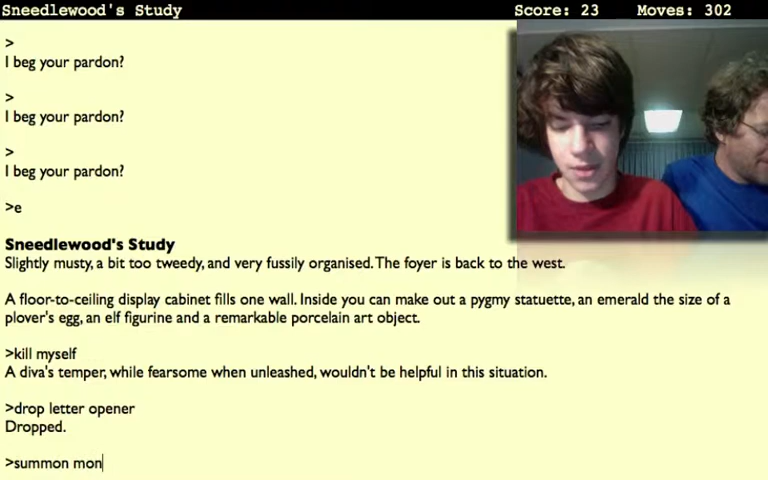 Sneedlewood's Study Score: 23 Moves: 302
>
I beg your pardon?
>
I beg your pardon?
>
I beg your pardon?
>e
Sneedlewood's Study
Slightly musty, a bit too tweedy, and very fussily organised. The foyer is back to the west.
A floor-to-ceiling display cabinet fills one wall. Inside you can make out a pygmy statuette, an emerald the size of a
plover's egg, an elf figurine and a remarkable porcelain art object.
>kill myself
A diva's temper, while fearsome when unleashed, wouldn't be helpful in this situation.
>drop letter opener
Dropped.
>summon mon